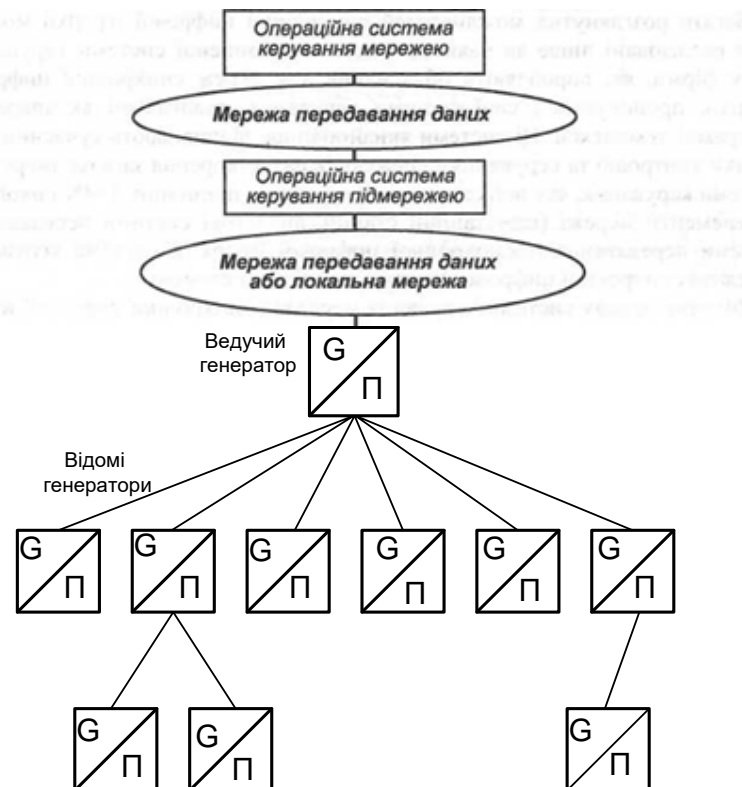 Операційна система
керування мережею
Мережа передавання даних
Операційна система
керування підмережею
Мережа передавання даних
або локальна мережа
Ведучий
генератор
G
П
Відомі
генератори
G G G G G G
П П П П П П
G G G
П П П